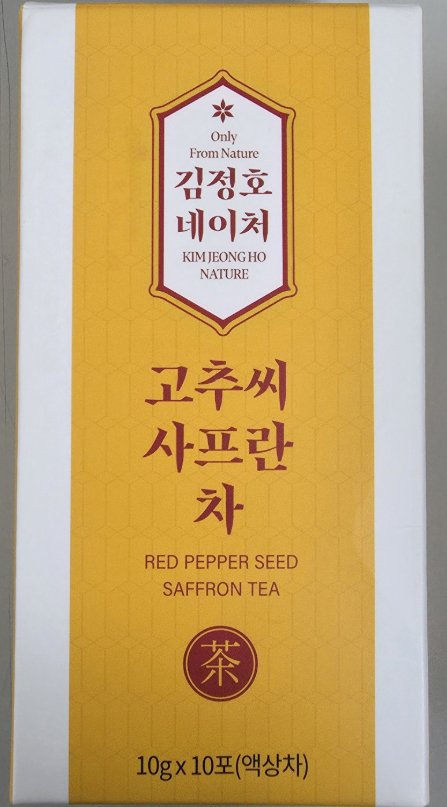 Only
From Nature
김정호
네이처
KIM JEONG HO
NATURE
고추씨
사프란
차
RED PEPPER SEED
SAFFRON TEA
茶
10g x 10포(액상차)